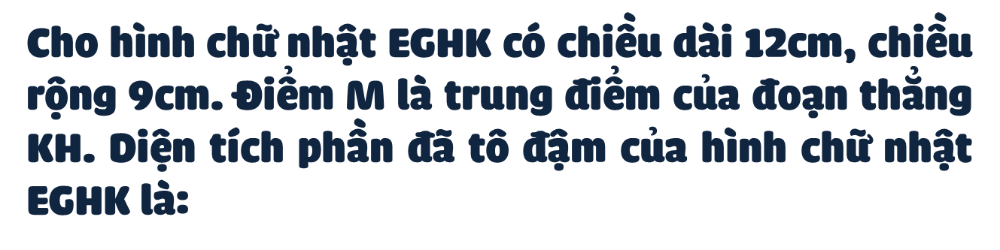 Cho hình chữ nhật EGHK có chiều dài 12cm, chiều
rộng 9cm. Điểm M là trung điểm của đoạn thẳng
KH. Diện tích phần đã tô đậm của hình chữ nhật
EGHK là: